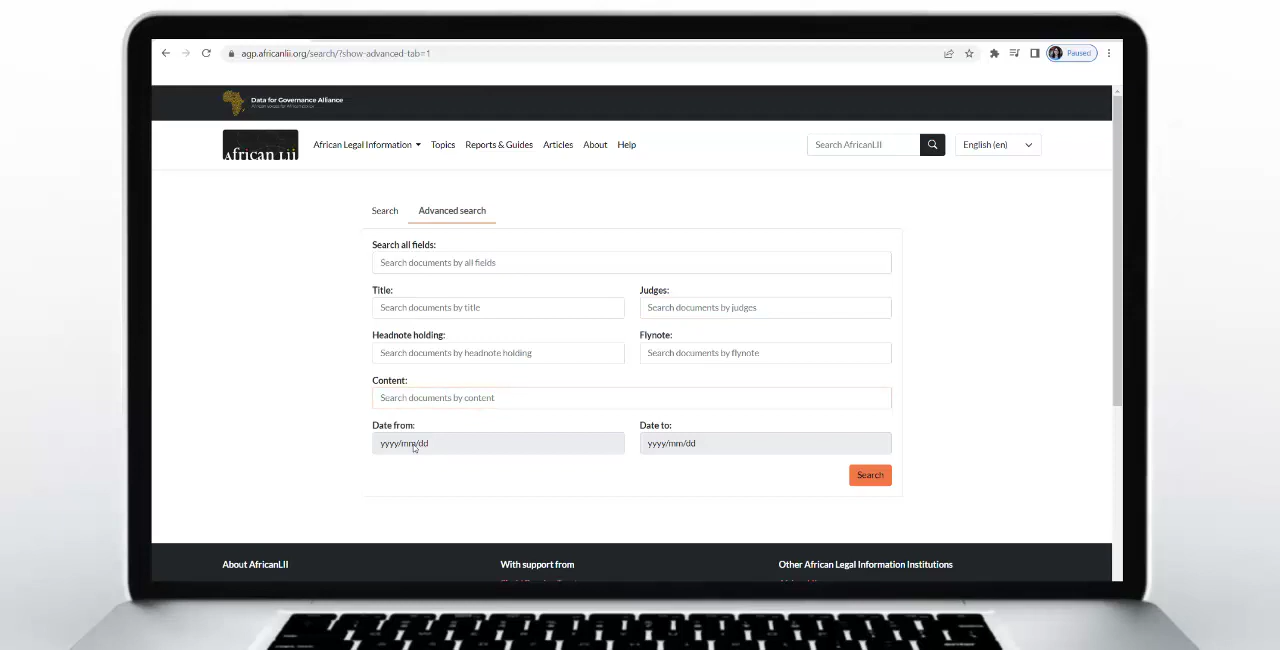 agp.africanlii.org/search/?show-advanced-tab=1
Paused
Data for Governance Alliance
African Lii
African Legal Information
Topics
Reports & Guides
Articles
About
Help
Search AfricanLII
English (en)
Search
Advanced search
Search all fields:
Search documents by all fields
Title:
Judges:
Search documents by title
Search documents by judges
Headnote holding:
Flynote:
Search documents by headnote holding
Search documents by flynote
Content:
Search documents by content
Date from:
Date to:
yyyy/mm/dd
yyyy/mm/dd
Search
About AfricanLII
With support from
Other African Legal Information Institutions